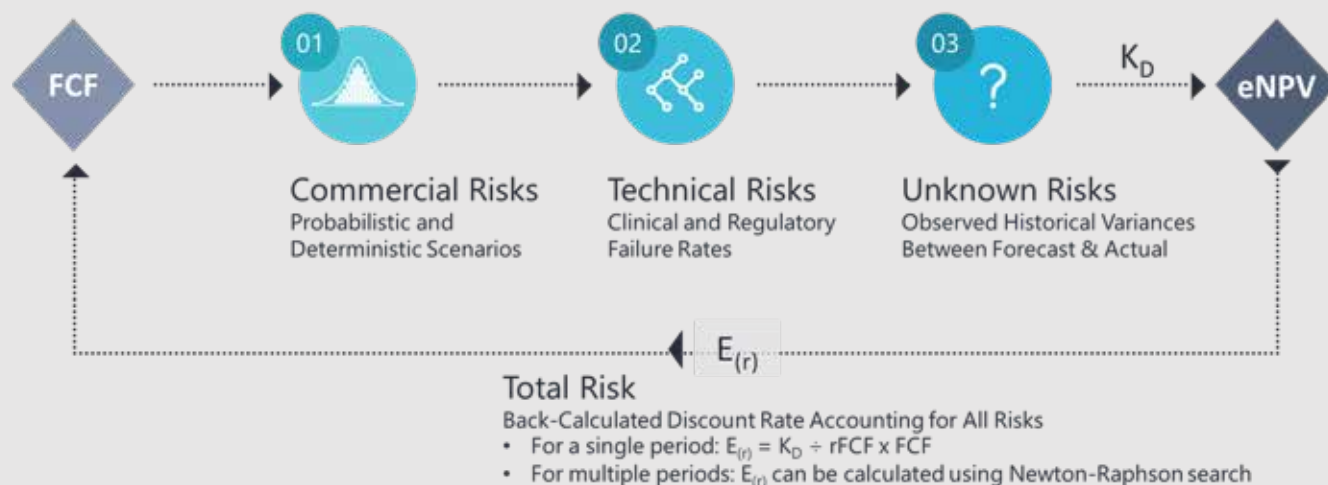 FCF
01
02
03
K_D
eNPV
Commercial Risks
Probabilistic and
Deterministic Scenarios
Technical Risks
Clinical and Regulatory
Failure Rates
?
Unknown Risks
Observed Historical Variances
Between Forecast & Actual
E_(r)
Total Risk
Back-Calculated Discount Rate Accounting for All Risks
• For a single period: E_(r) = K_D ÷ rFCF x FCF
• For multiple periods: E_(r) can be calculated using Newton-Raphson search